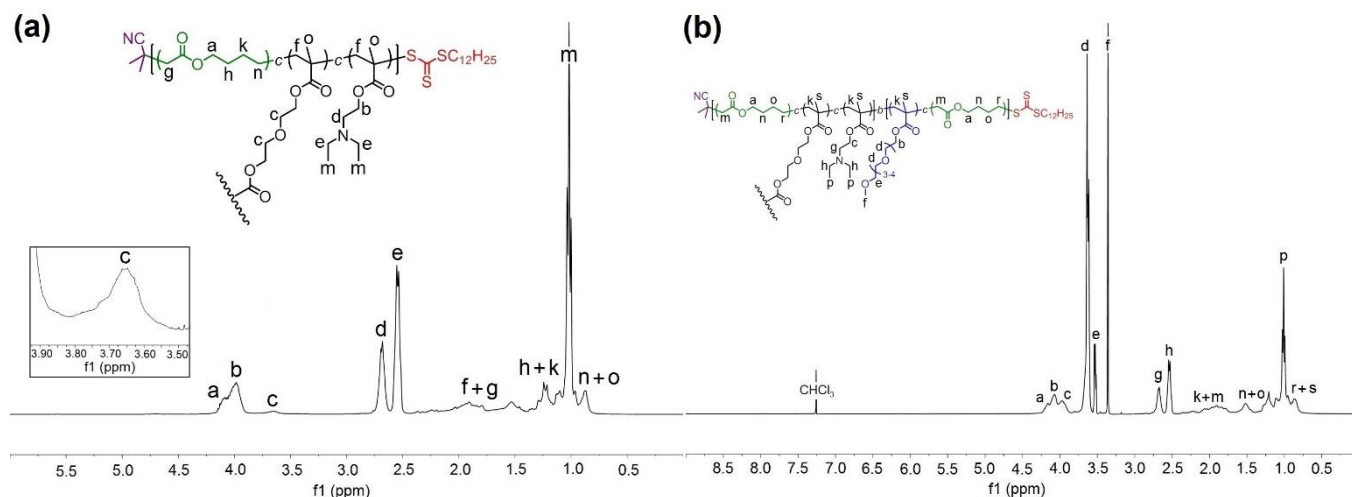 (a)
NC
O
a
k
f
O
f
O
g
O
h
n
c
c
S
SC12H25
S
O
O
O
O
c
O
c
d
b
N
e
e
m
m
O
O
c
3.90 3.80 3.70 3.60 3.50
f1 (ppm)
a
b
c
d
e
f + g
h + k
m
n + o
5.5 5.0 4.5 4.0 3.5 3.0 2.5 2.0 1.5 1.0 0.5
f1 (ppm)
(b)
NC
O
a
o
k
s
k
s
k
s
m
O
m
O
n
r
c
c
b
c
O
a
n
o
r
S
SC12H25
S
O
O
O
O
O
O
g
c
d
b
O
h
N
h
d
O
3-4
p
p
O
e
f
O
O
CHCl3
a
b
c
d
e
f
g
h
k + m
n + o
p
r + s
8.5 8.0 7.5 7.0 6.5 6.0 5.5 5.0 4.5 4.0 3.5 3.0 2.5 2.0 1.5 1.0 0.5
f1 (ppm)